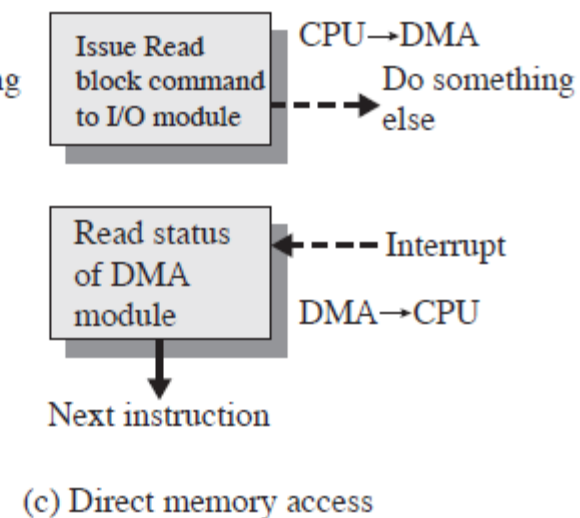 Issue Read
block command
to I/O module
CPU→DMA
Do something
else
Read status
of DMA
module
Interrupt
DMA→CPU
Next instruction
(c) Direct memory access